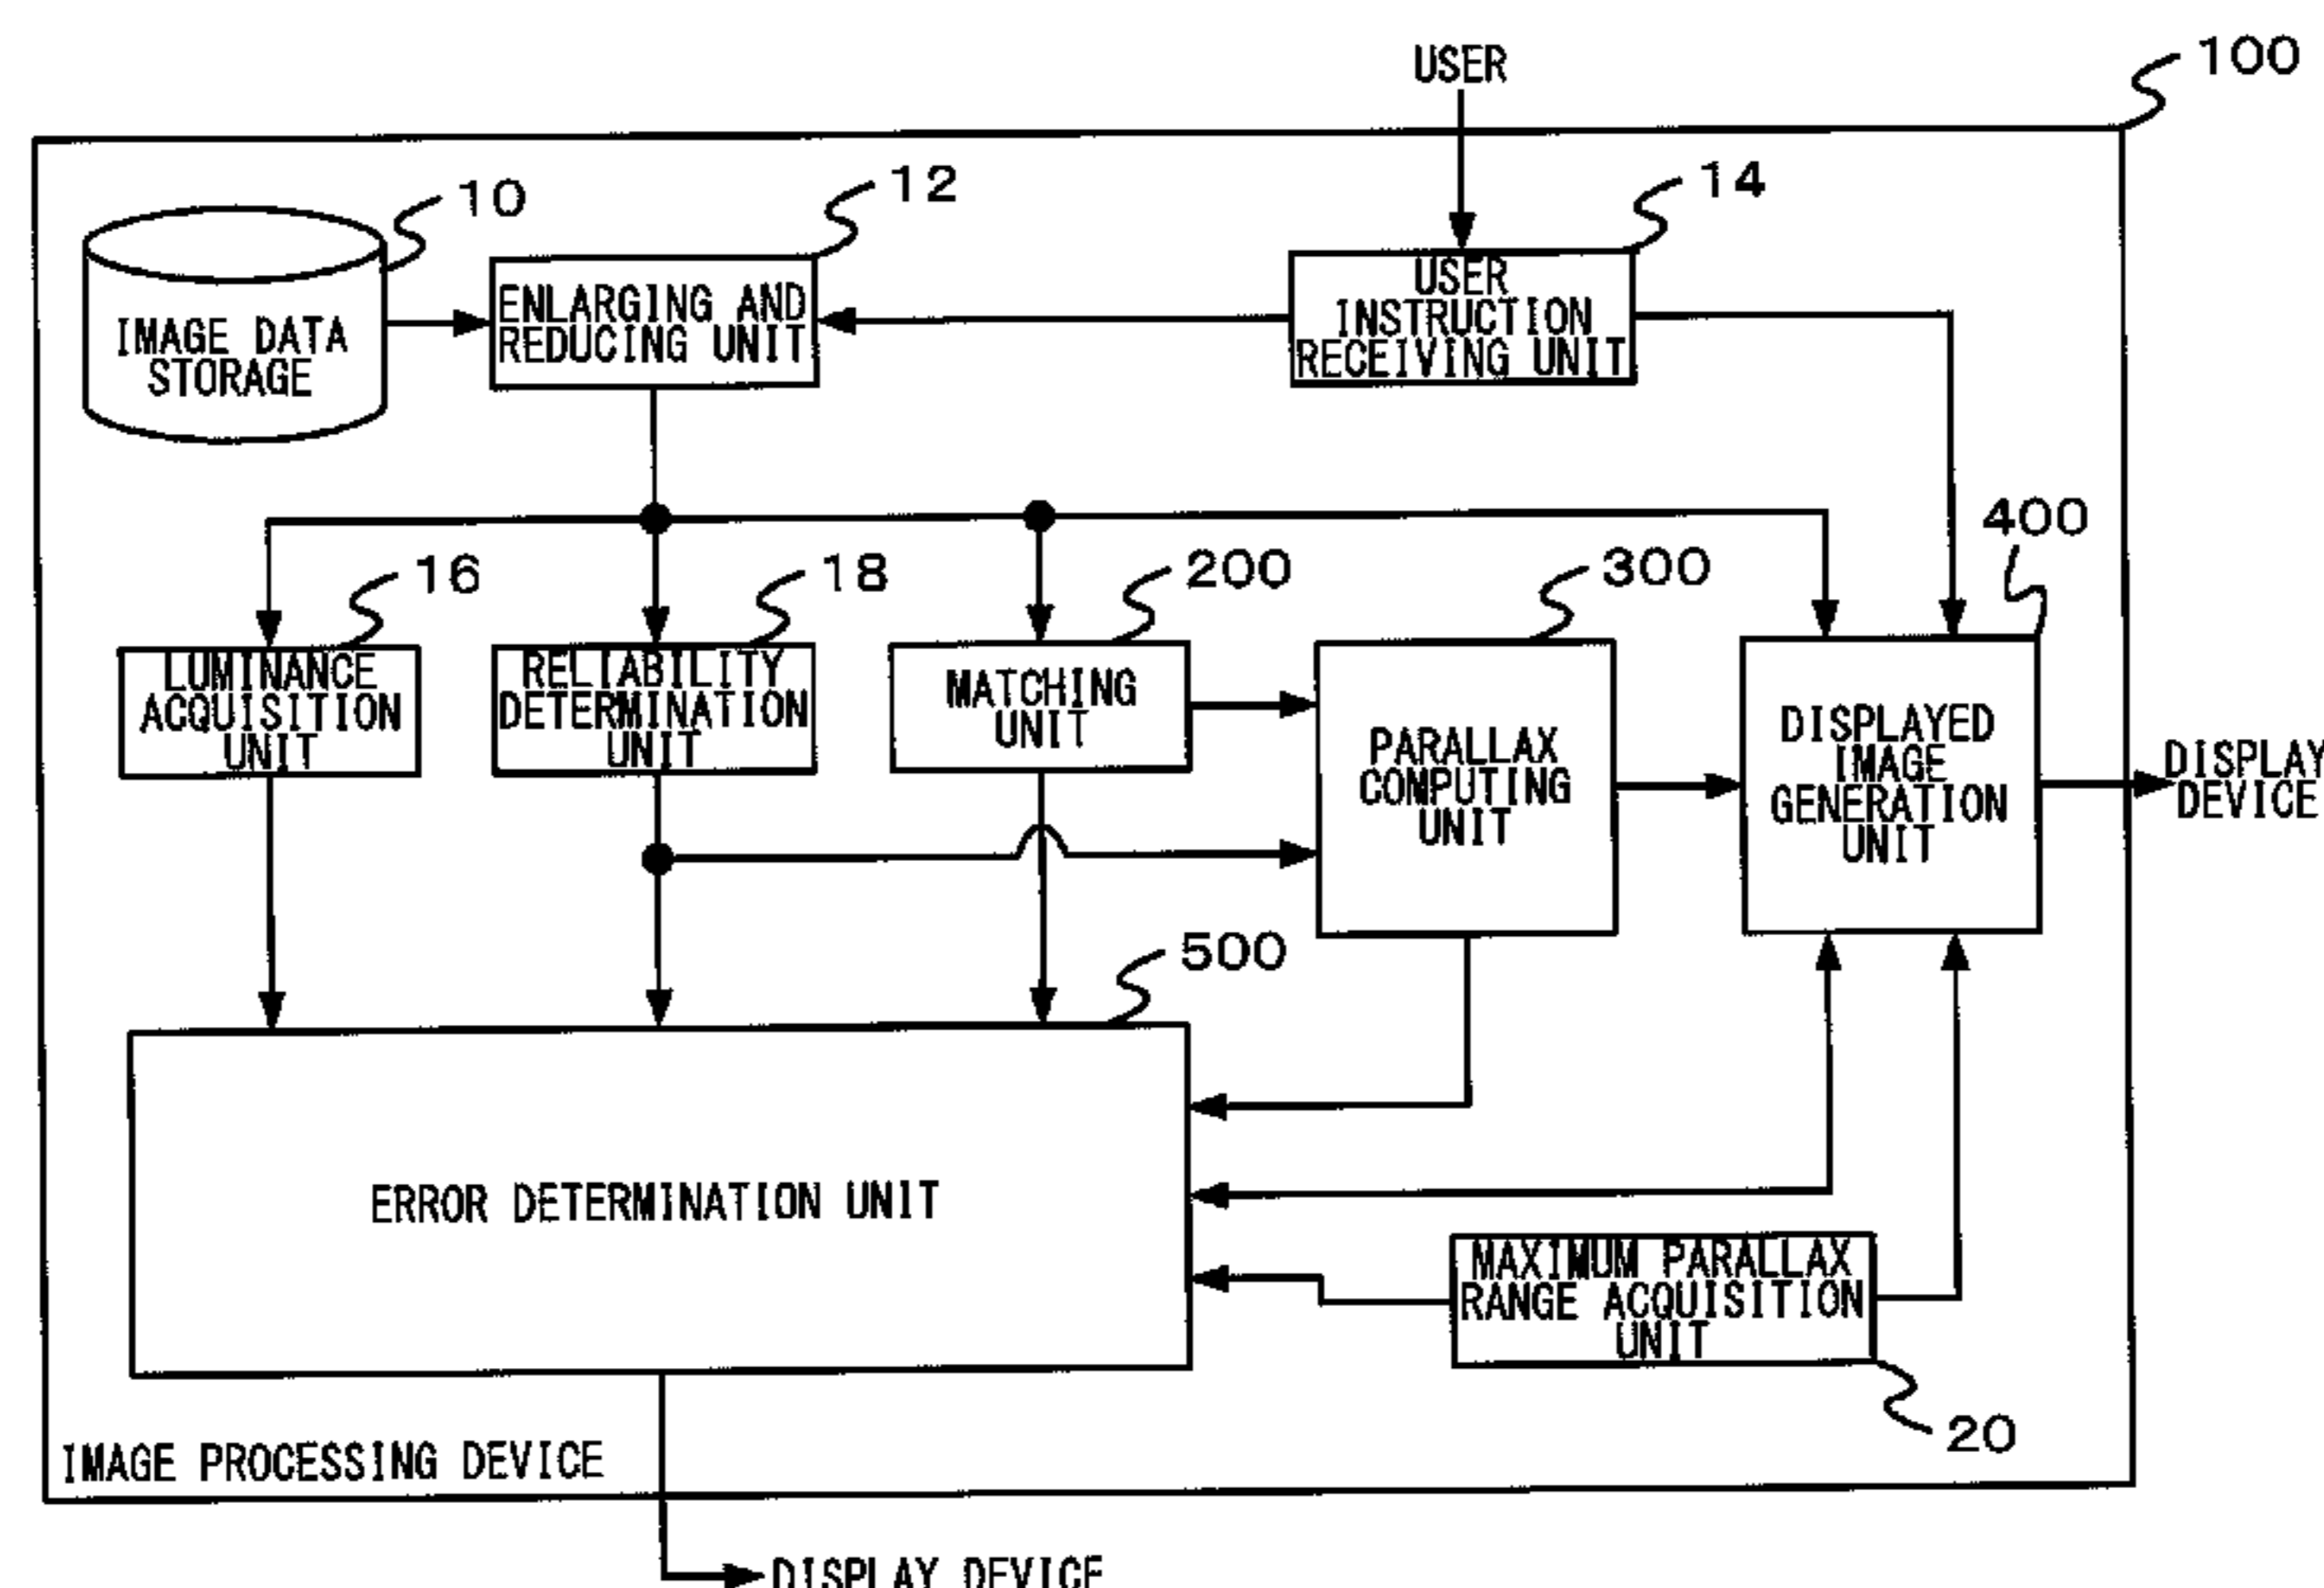 USER
100
10
12
14
IMAGE DATA
STORAGE
ENLARGING AND
REDUCING UNIT
USER
INSTRUCTION
RECEIVING UNIT
400
16
18
200
300
LUMINANCE
ACQUISITION
UNIT
RELIABILITY
DETERMINATION
UNIT
MATCHING
UNIT
PARALLAX
COMPUTING
UNIT
DISPLAYED
IMAGE
GENERATION
UNIT
DISPLAY
DEVICE
500
ERROR DETERMINATION UNIT
MAXIMUM PARALLAX
RANGE ACQUISITION
UNIT
20
IMAGE PROCESSING DEVICE
DISPLAY DEVICE